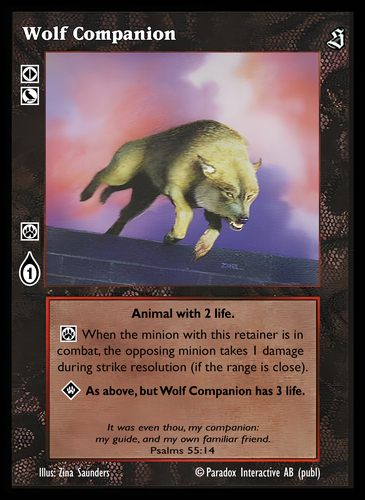 Wolf Companion
1
Animal with 2 life.
When the minion with this retainer is in
combat, the opposing minion takes 1 damage
during strike resolution (if the range is close).
As above, but Wolf Companion has 3 life.
It was even thou, my companion:
my guide, and my own familiar friend.
Psalms 55:14
Illus: Zina Saunders
© Paradox Interactive AB (publ)